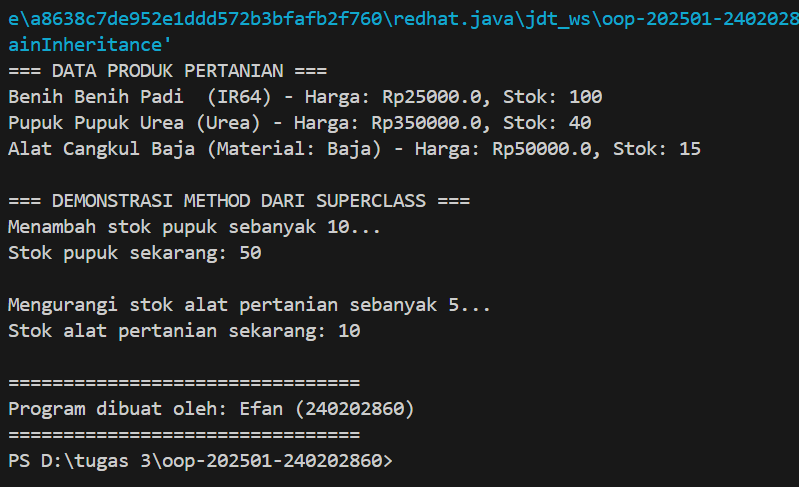 e\a8638c7de952e1ddd572b3bfafb2f760\redhat.java\jdt_ws\oop-202501-2402028
ainInheritance'
=== DATA PRODUK PERTANIAN ===
Benih Benih Padi  (IR64) - Harga: Rp25000.0, Stok: 100
Pupuk Pupuk Urea (Urea) - Harga: Rp350000.0, Stok: 40
Alat Cangkul Baja (Material: Baja) - Harga: Rp50000.0, Stok: 15

=== DEMONSTRASI METHOD DARI SUPERCLASS ===
Menambah stok pupuk sebanyak 10...
Stok pupuk sekarang: 50

Mengurangi stok alat pertanian sebanyak 5...
Stok alat pertanian sekarang: 10

================================
Program dibuat oleh: Efan (240202860)
================================
PS D:\tugas 3\oop-202501-240202860>